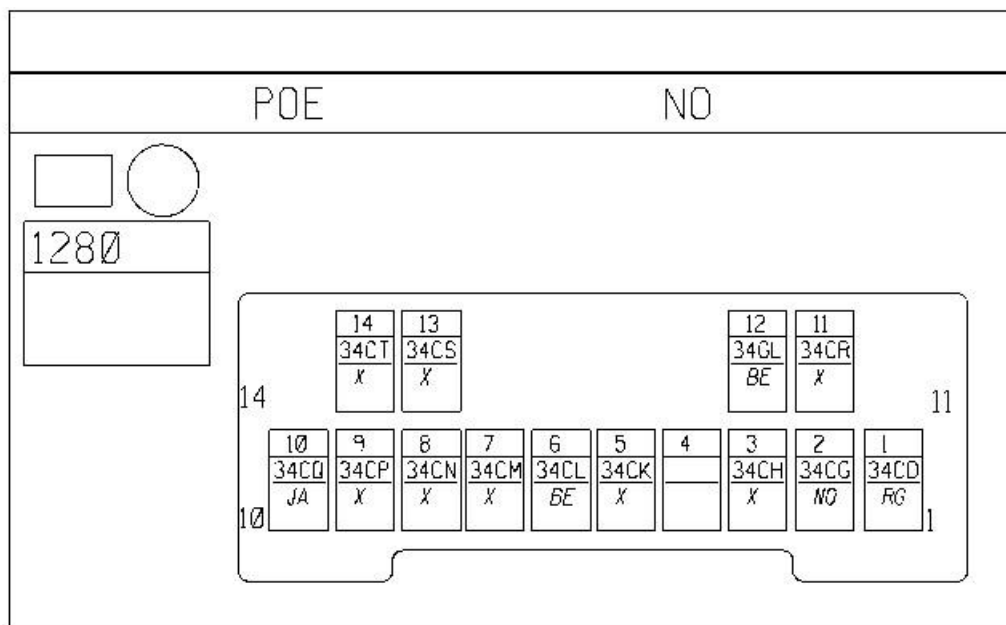 POE NO
1280
14 13 12 11
34CT 34CS 34GL 34CR
X X BE X
14 11
10 9 8 7 6 5 4 3 2 1
34CQ 34CP 34CN 34CM 34CL 34CK 34CH 34CG 34CD
JA X X X BE X X NO RG
10 1